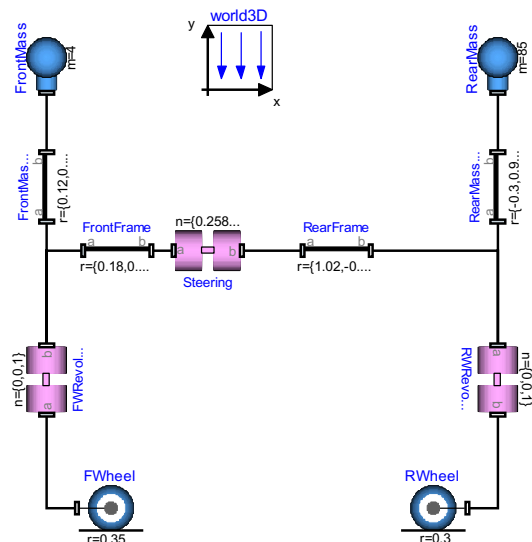 world3D
y
x
FrontMass
m=4
RearMass
m=85
FrontMas...
b
a
r={0.12,0....
RearMass...
b
a
r={-0.3,0.9...
FrontFrame
a
b
r={0.18,0....
n={0.258...
a
b
Steering
RearFrame
a
b
r={1.02,-0....
n={0,0,1}
b
a
FWRevol...
RWRevo...
a
b
n={0,0,1}
FWheel
r=0.35
RWheel
r=0.3